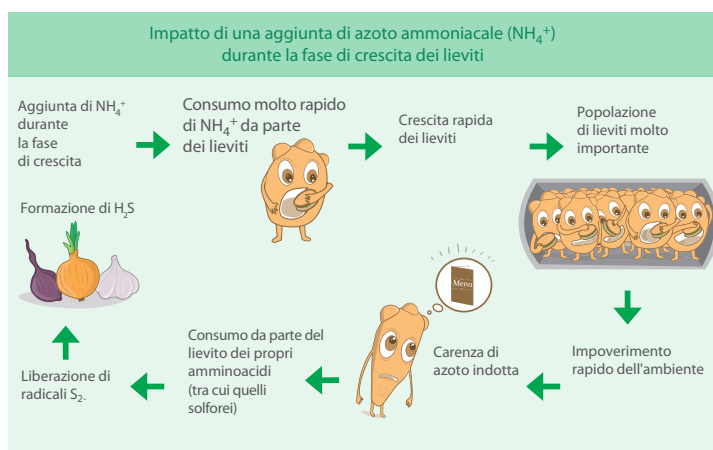 Impatto di una aggiunta di azoto ammoniacale (NH₄⁺)
durante la fase di crescita dei lieviti
Aggiunta di NH₄⁺
durante
la fase
di crescita
Consumo molto rapido
di NH₄⁺ da parte
dei lieviti
Crescita rapida
dei lieviti
Popolazione
di lieviti molto
importante
Impoverimento
rapido dell'ambiente
Menu
Carenza di
azoto indotta
Consumo da parte del
lievito dei propri
amminoacidi
(tra cui quelli
solforei)
Liberazione di
radicali S₂-
Formazione di H₂S